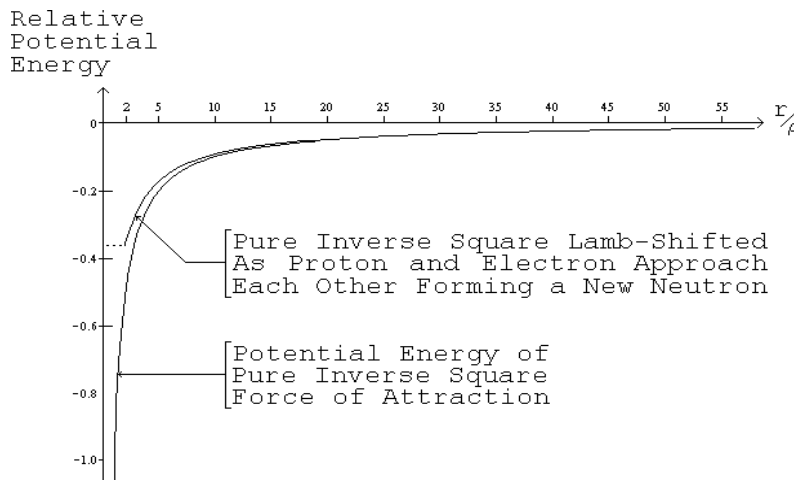 Relative
Potential
Energy
2 5 10 15 20 25 30 35 40 45 50 55
r/ρ
0
-0.2
-0.4
-0.6
-0.8
-1.0
Pure Inverse Square Lamb-Shifted
As Proton and Electron Approach
Each Other Forming a New Neutron
Potential Energy of
Pure Inverse Square
Force of Attraction